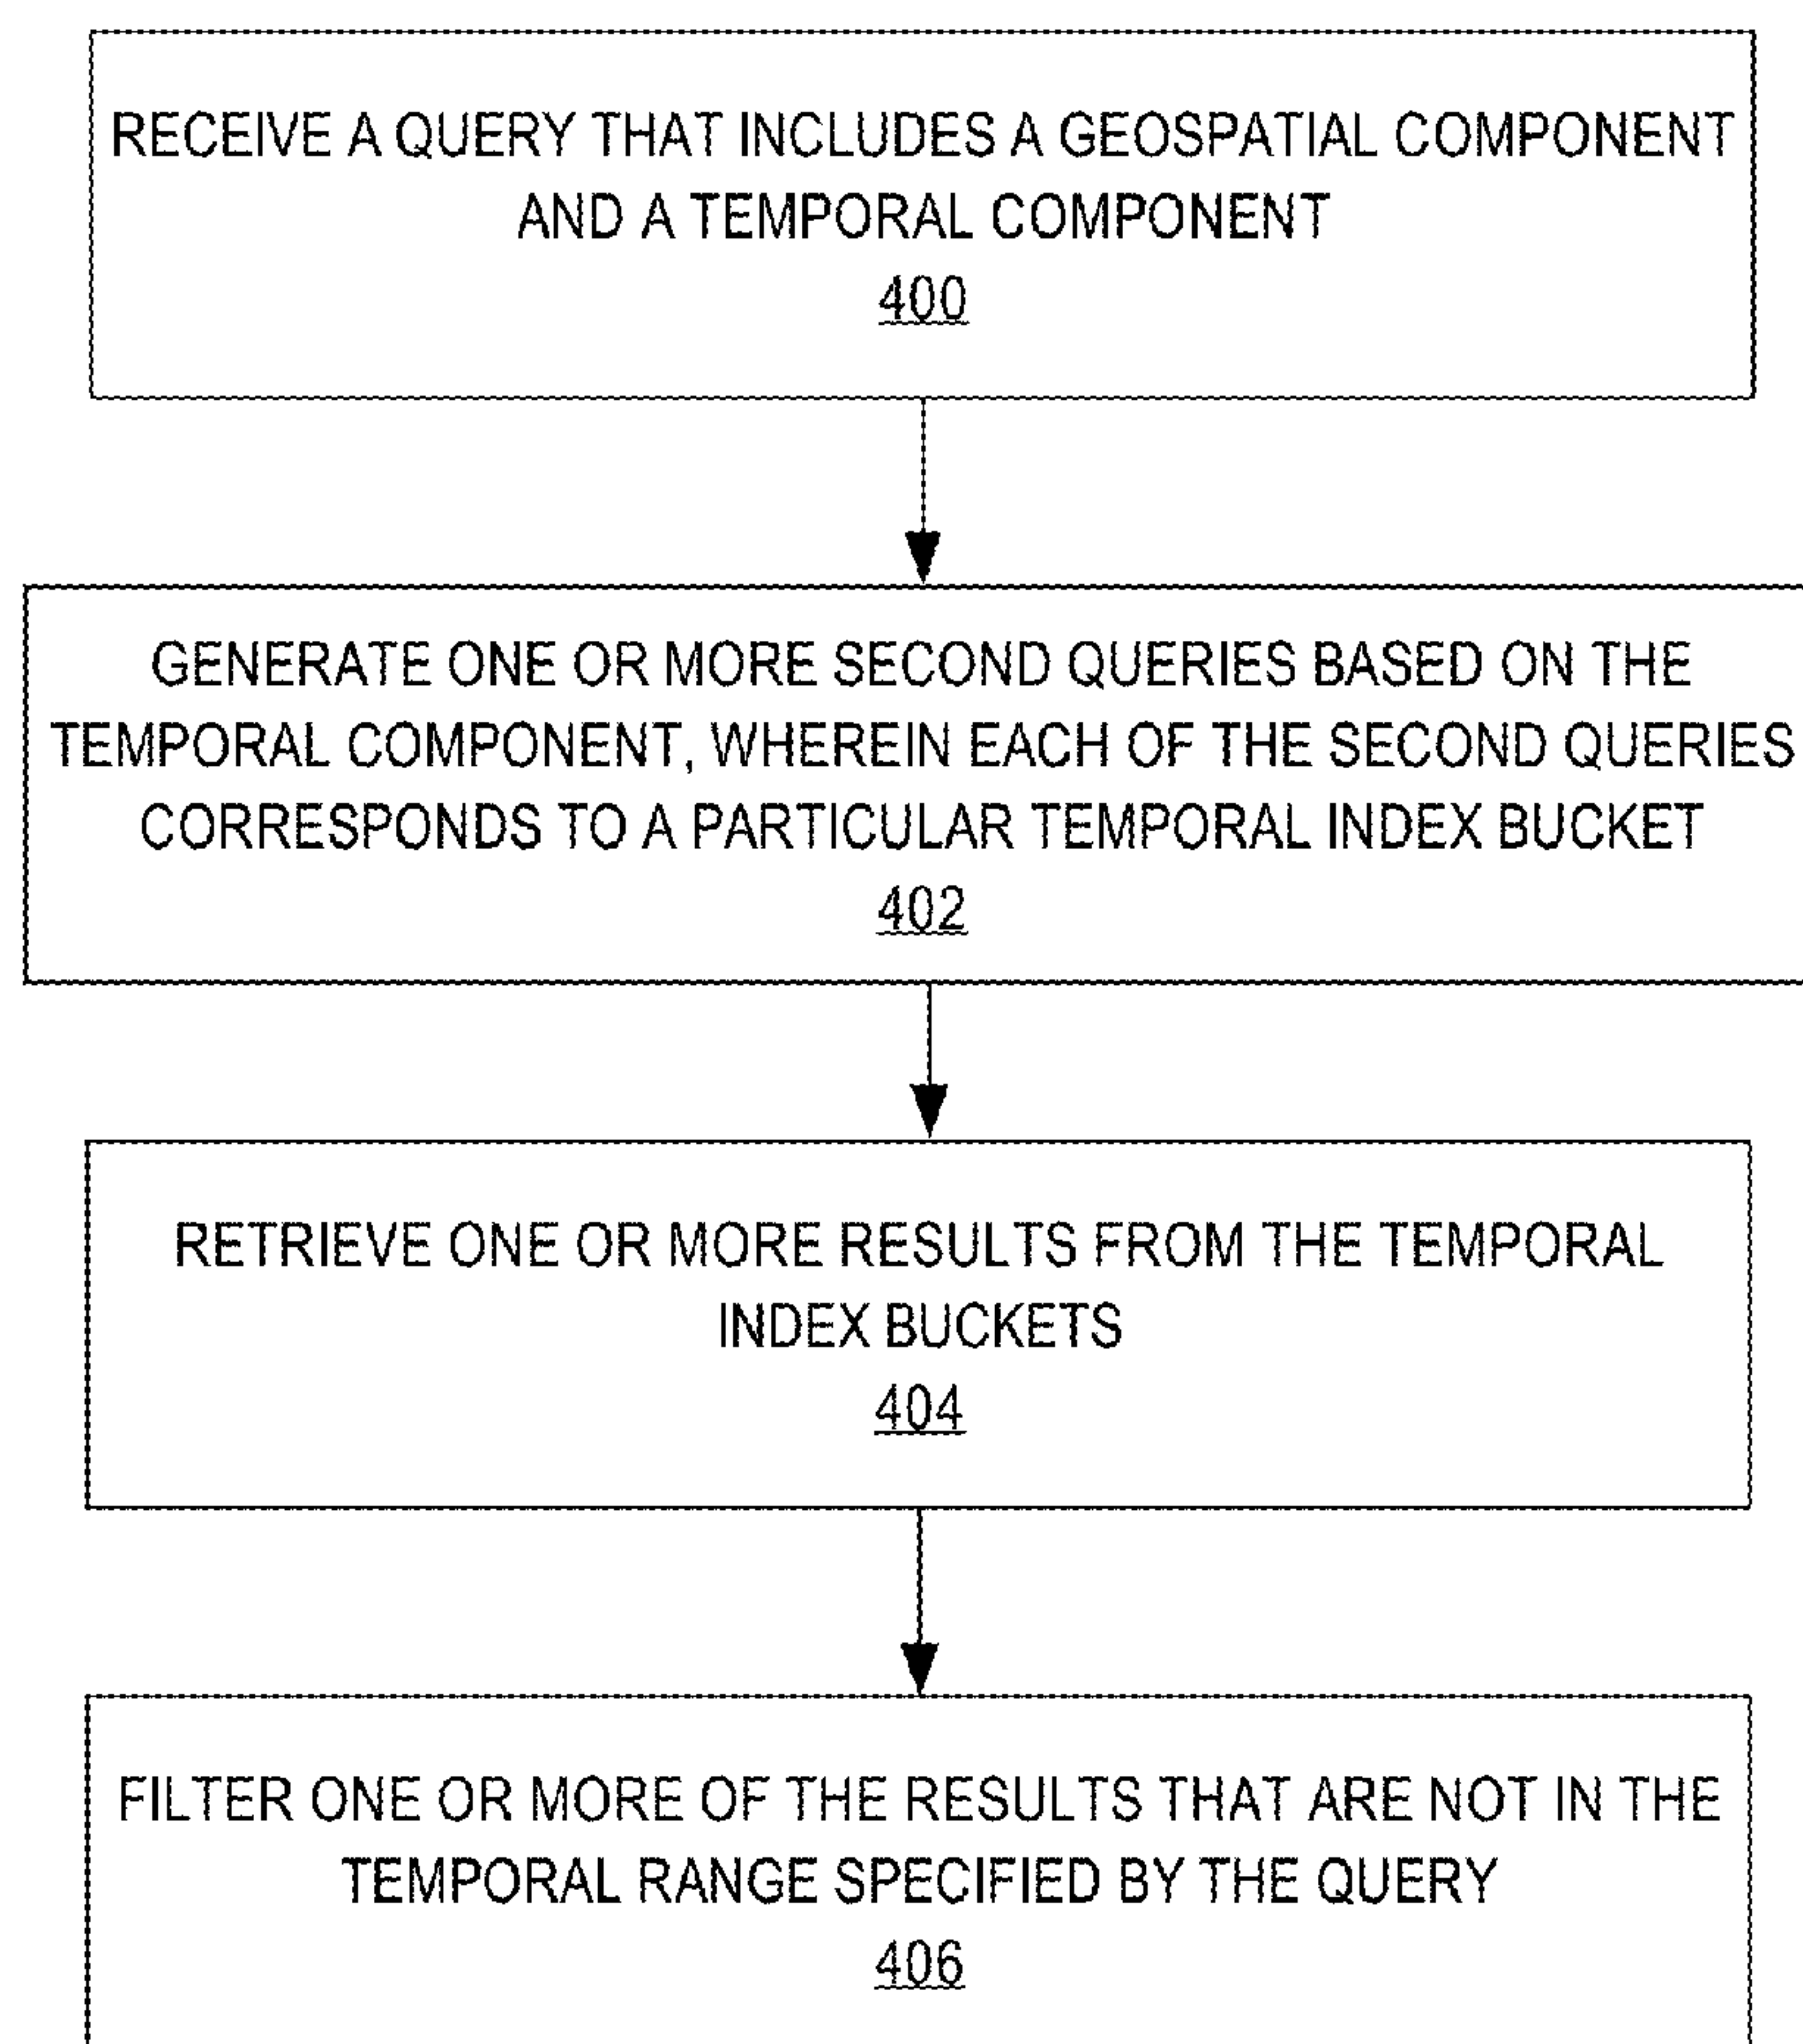 RECEIVE A QUERY THAT INCLUDES A GEOSPATIAL COMPONENT
AND A TEMPORAL COMPONENT
400
GENERATE ONE OR MORE SECOND QUERIES BASED ON THE
TEMPORAL COMPONENT, WHEREIN EACH OF THE SECOND QUERIES
CORRESPONDS TO A PARTICULAR TEMPORAL INDEX BUCKET
402
RETRIEVE ONE OR MORE RESULTS FROM THE TEMPORAL
INDEX BUCKETS
404
FILTER ONE OR MORE OF THE RESULTS THAT ARE NOT IN THE
TEMPORAL RANGE SPECIFIED BY THE QUERY
406